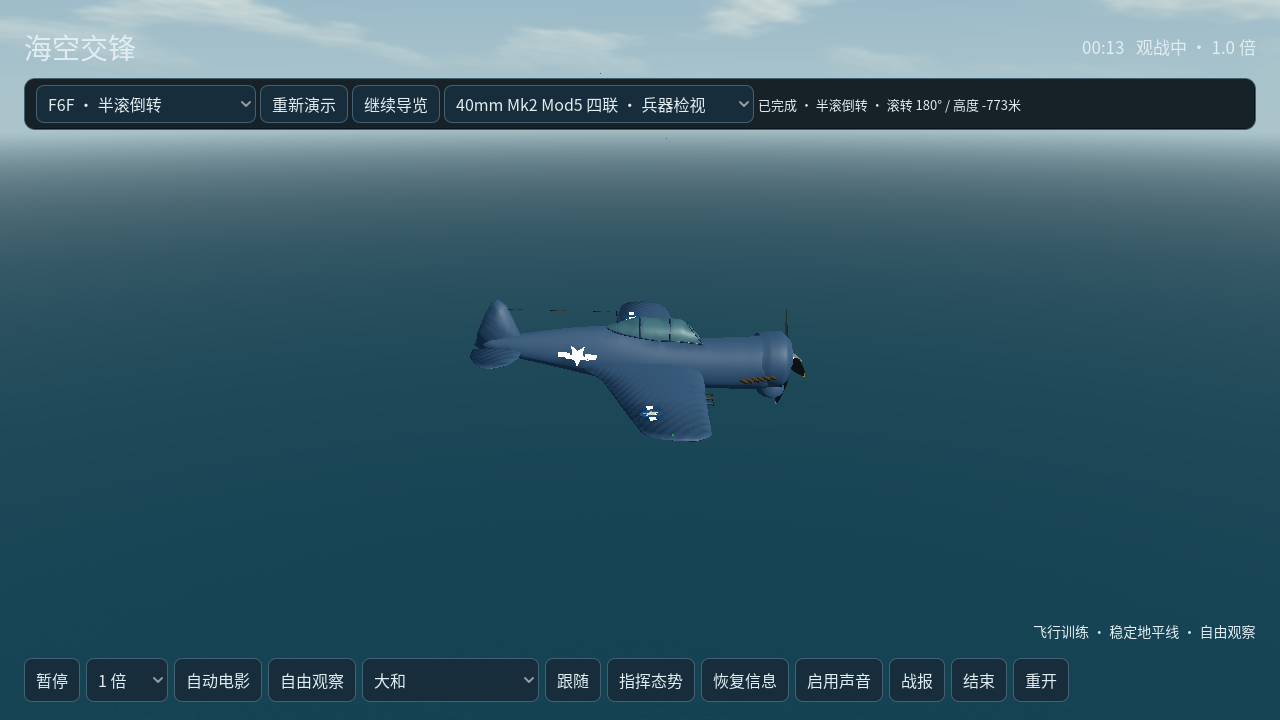 海空交锋
00:13 观战中 · 1.0 倍
F6F · 半滚倒转
重新演示
继续导览
40mm Mk2 Mod5 四联 · 兵器检视
已完成 · 半滚倒转 · 滚转 180° / 高度 -773米
飞行训练 · 稳定地平线 · 自由观察
暂停
1 倍
自动电影
自由观察
大和
跟随
指挥态势
恢复信息
启用声音
战报
结束
重开